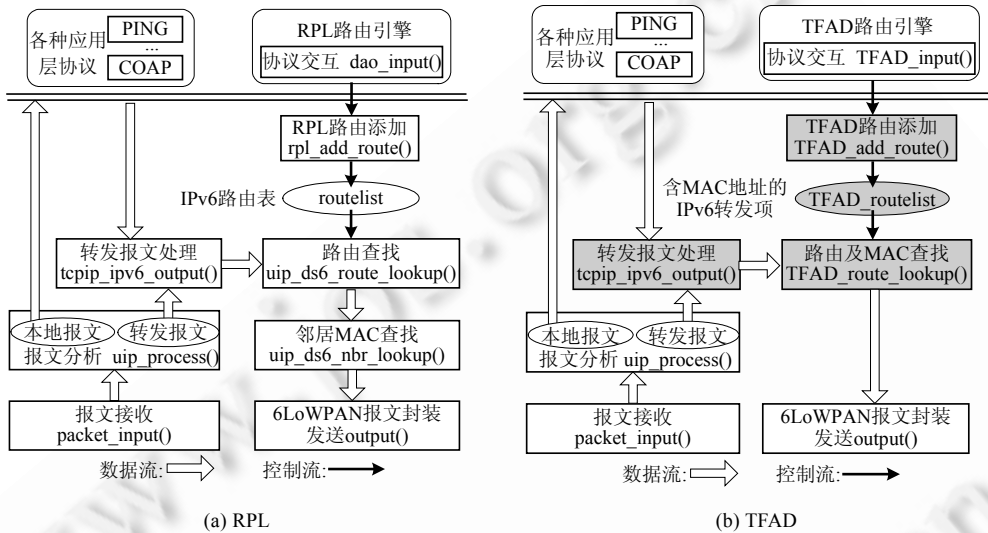 各种应用
层协议
PING
...
COAP
RPL路由引擎
协议交互 dao_input()
RPL路由添加
rpl_add_route()
IPv6路由表
routelist
转发报文处理
tcpip_ipv6_output()
路由查找
uip_ds6_route_lookup()
本地报文
转发报文
报文分析 uip_process()
邻居MAC查找
uip_ds6_nbr_lookup()
报文接收
packet_input()
6LoWPAN报文封装
发送output()
数据流:
控制流:
(a) RPL
各种应用
层协议
PING
...
COAP
TFAD路由引擎
协议交互 TFAD_input()
TFAD路由添加
TFAD_add_route()
含MAC地址的
IPv6转发项
TFAD_routelist
转发报文处理
tcpip_ipv6_output()
路由及MAC查找
TFAD_route_lookup()
本地报文
转发报文
报文分析 uip_process()
报文接收
packet_input()
6LoWPAN报文封装
发送output()
数据流:
控制流:
(b) TFAD